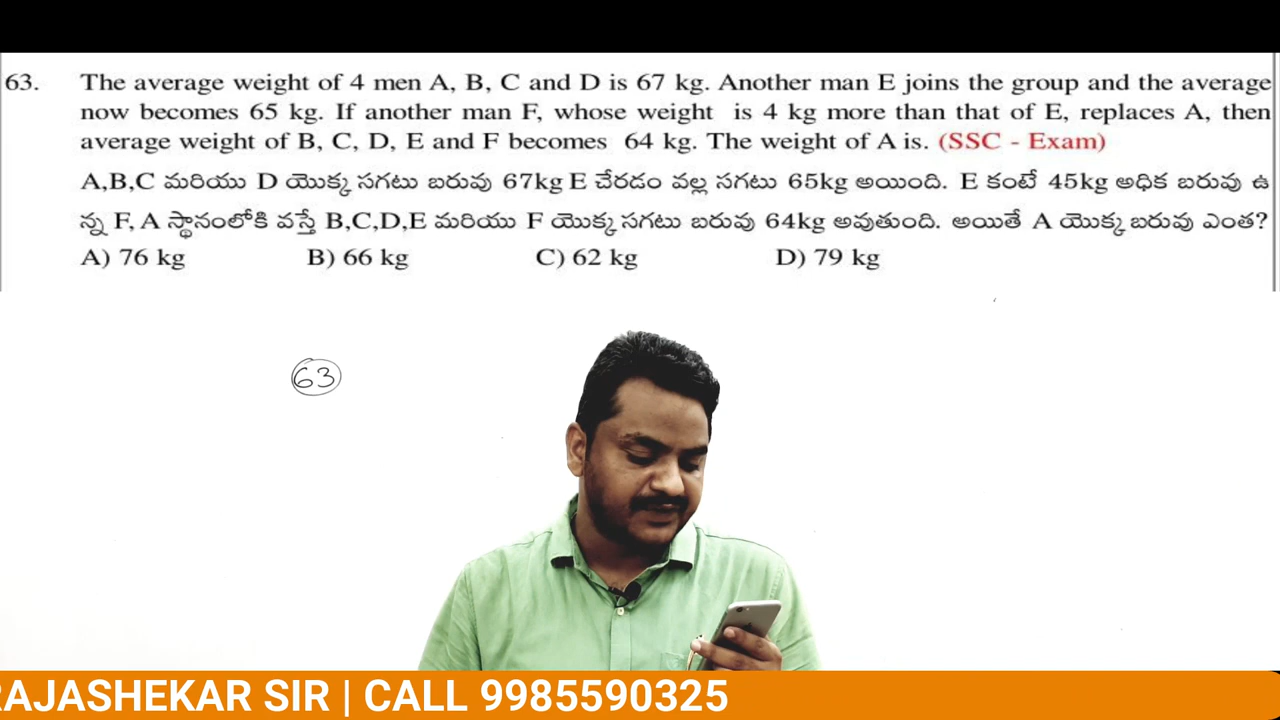 63. The average weight of 4 men A, B, C and D is 67 kg. Another man E joins the group and the average
now becomes 65 kg. If another man F, whose weight is 4 kg more than that of E, replaces A, then
average weight of B, C, D, E and F becomes 64 kg. The weight of A is. (SSC - Exam)
A,B,C మరియు D యొక్క సగటు బరువు 67kg E చేరడం వల్ల సగటు 65kg అయింది. E కంటే 45kg అధిక బరువు ఉ
న్న F, A స్థానంలోకి వస్తే B,C,D,E మరియు F యొక్క సగటు బరువు 64kg అవుతుంది. అయితే A యొక్క బరువు ఎంత?
A) 76 kg B) 66 kg C) 62 kg D) 79 kg
63
RAJASHEKAR SIR | CALL 9985590325